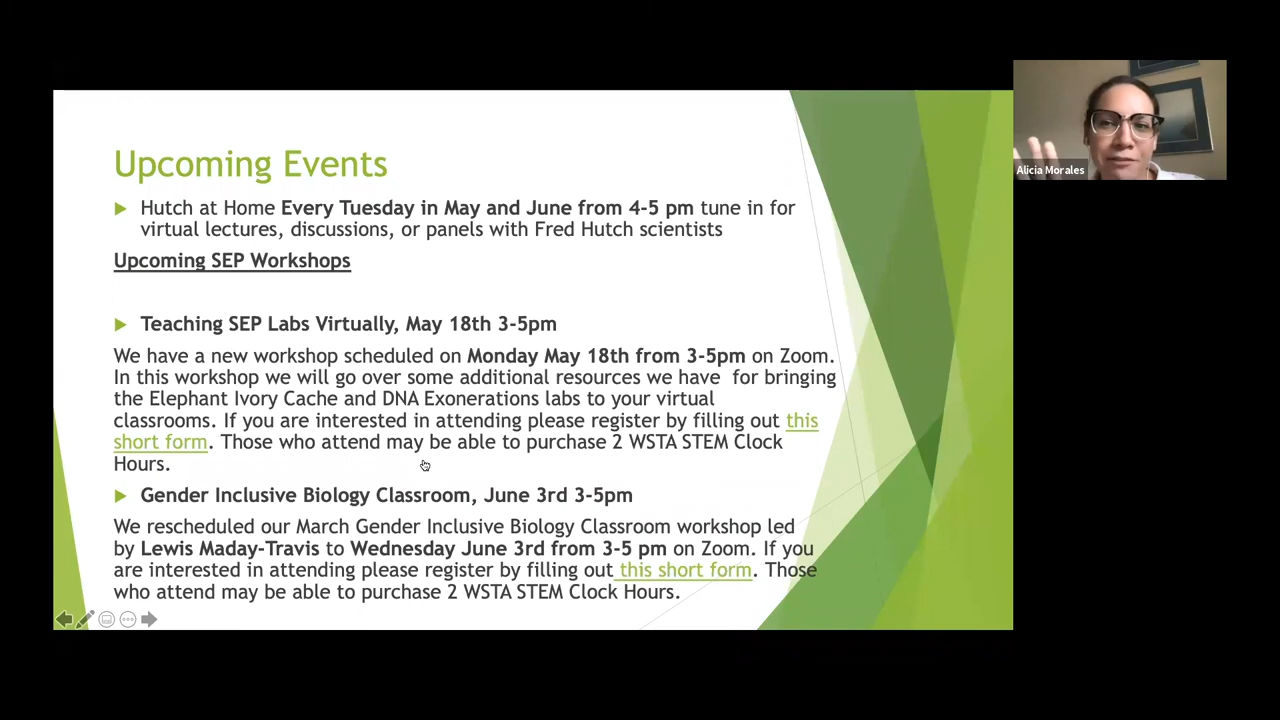 Upcoming Events
Hutch at Home Every Tuesday in May and June from 4-5 pm tune in for
virtual lectures, discussions, or panels with Fred Hutch scientists
Upcoming SEP Workshops
Teaching SEP Labs Virtually, May 18th 3-5pm
We have a new workshop scheduled on Monday May 18th from 3-5pm on Zoom.
In this workshop we will go over some additional resources we have  for bringing
the Elephant Ivory Cache and DNA Exonerations labs to your virtual
classrooms. If you are interested in attending please register by filling out this
short form. Those who attend may be able to purchase 2 WSTA STEM Clock
Hours.
Gender Inclusive Biology Classroom, June 3rd 3-5pm
We rescheduled our March Gender Inclusive Biology Classroom workshop led
by Lewis Maday-Travis to Wednesday June 3rd from 3-5 pm on Zoom. If you
are interested in attending please register by filling out this short form. Those
who attend may be able to purchase 2 WSTA STEM Clock Hours.
Alicia Morales